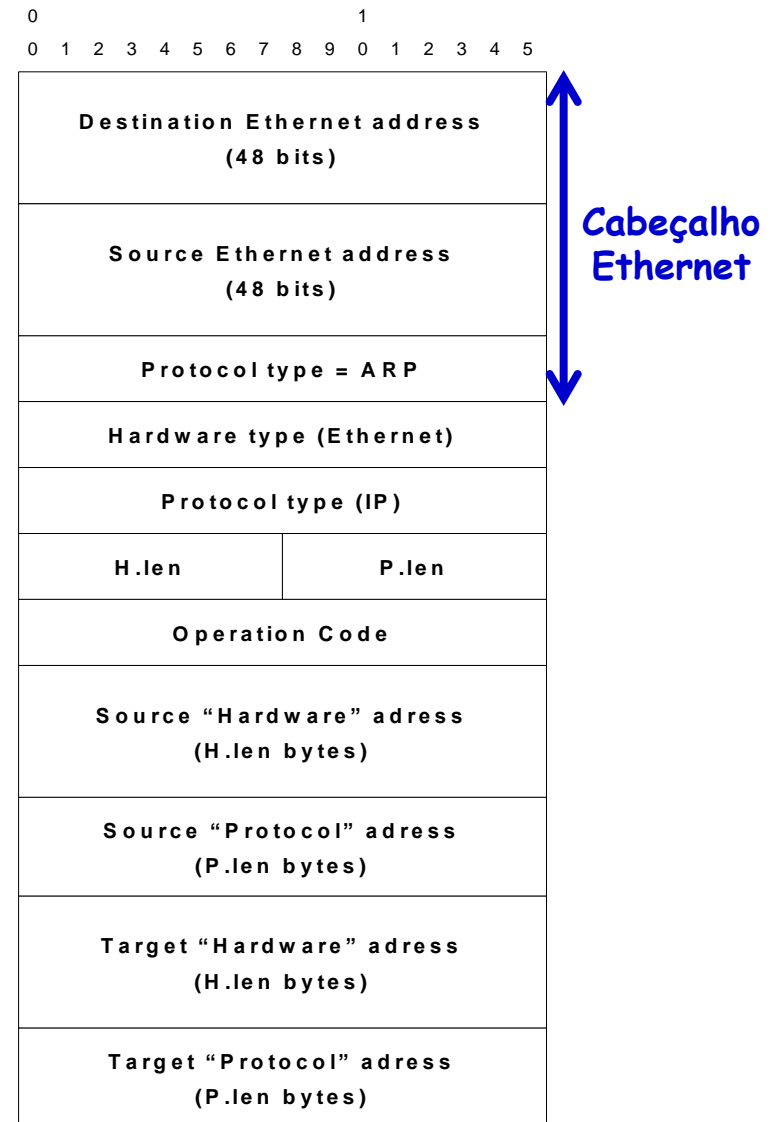 0 1
0 1 2 3 4 5 6 7 8 9 0 1 2 3 4 5
Destination Ethernet address
(48 bits)
Cabeçalho
Ethernet
Source Ethernet address
(48 bits)
Protocol type = ARP
Hardware type (Ethernet)
Protocol type (IP)
H.len P.len
Operation Code
Source “Hardware” adress
(H.len bytes)
Source “Protocol” adress
(P.len bytes)
Target “Hardware” adress
(H.len bytes)
Target “Protocol” adress
(P.len bytes)